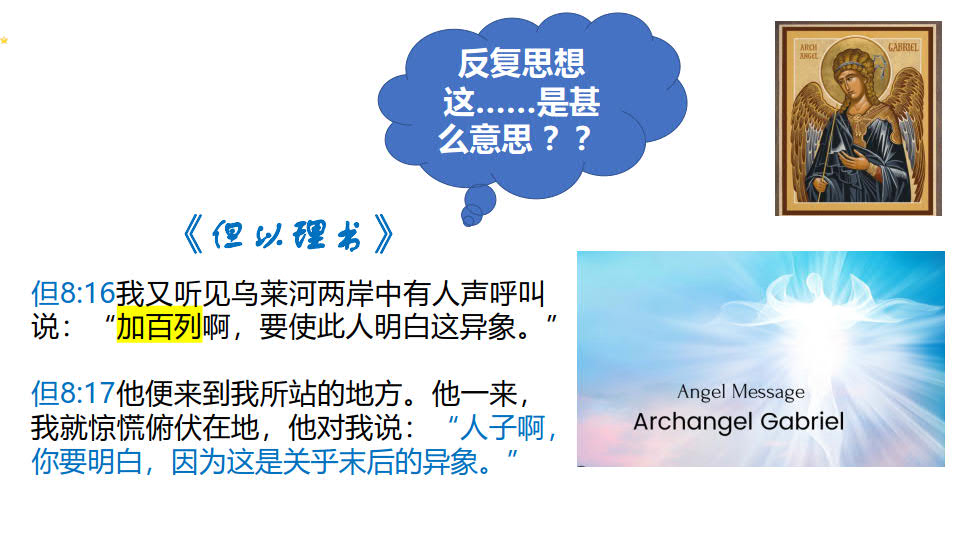 反复思想
这……是甚
么意思？？
ARCH
ANGEL
GABRIEL
《但以理书》
但8:16我又听见乌莱河两岸中有人声呼叫
说：“加百列啊，要使此人明白这异象。”
但8:17他便来到我所站的地方。他一来，
我就惊慌俯伏在地，他对我说：“人子啊，
你要明白，因为这是关乎末后的异象。”
Angel Message
Archangel Gabriel